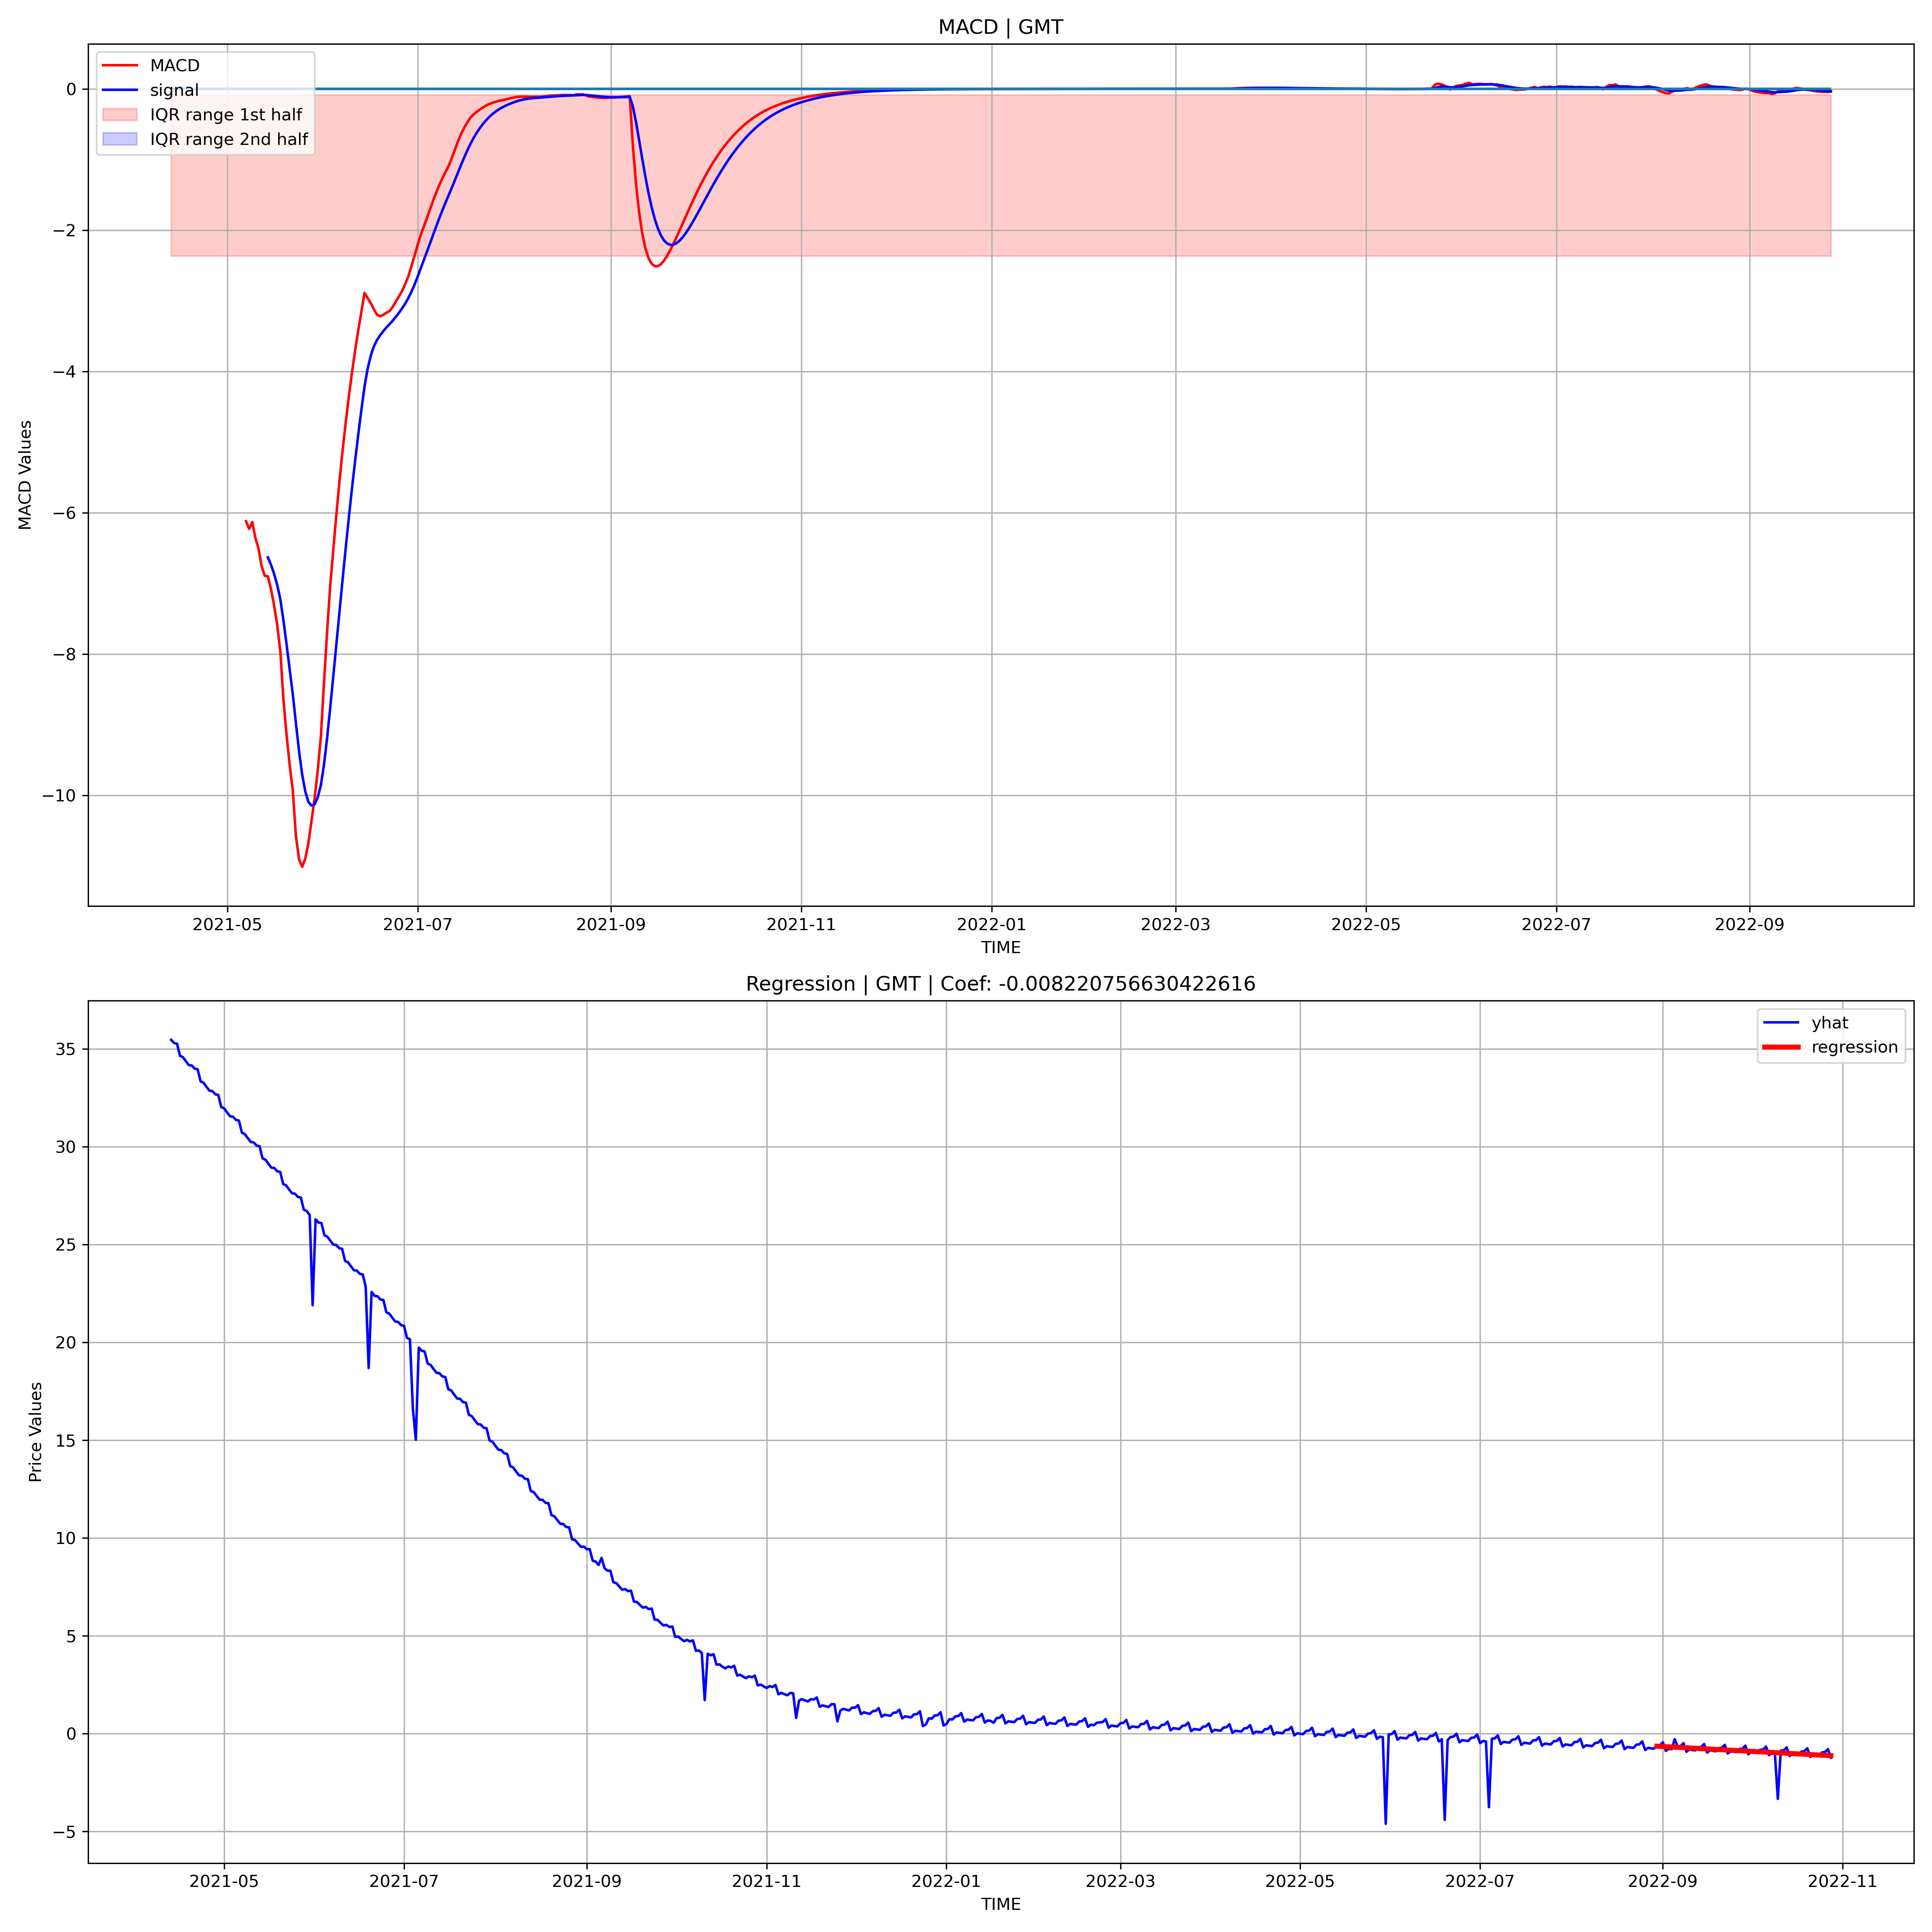 MACD | GMT
MACD
signal
IQR range 1st half
IQR range 2nd half
MACD Values
0
−2
−4
−6
−8
−10
2021-05 2021-07 2021-09 2021-11 2022-01 2022-03 2022-05 2022-07 2022-09
TIME
Regression | GMT | Coef: -0.008220756630422616
yhat
regression
Price Values
35
30
25
20
15
10
5
0
−5
2021-05 2021-07 2021-09 2021-11 2022-01 2022-03 2022-05 2022-07 2022-09 2022-11
TIME